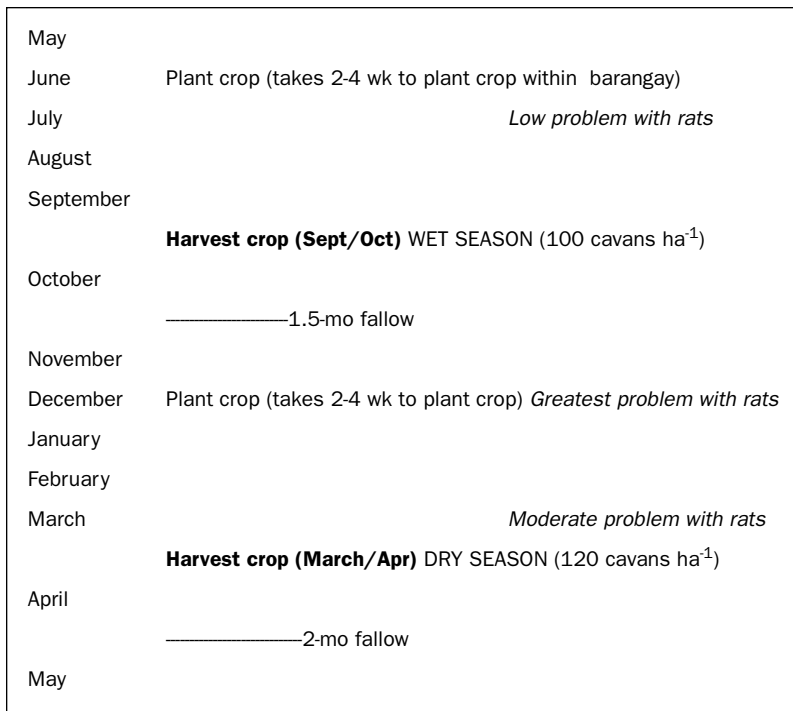 May
June Plant crop (takes 2-4 wk to plant crop within barangay)
July Low problem with rats
August
September
Harvest crop (Sept/Oct) WET SEASON (100 cavans ha-1)
October
1.5-mo fallow
November
December Plant crop (takes 2-4 wk to plant crop) Greatest problem with rats
January
February
March Moderate problem with rats
Harvest crop (March/Apr) DRY SEASON (120 cavans ha-1)
April
2-mo fallow
May